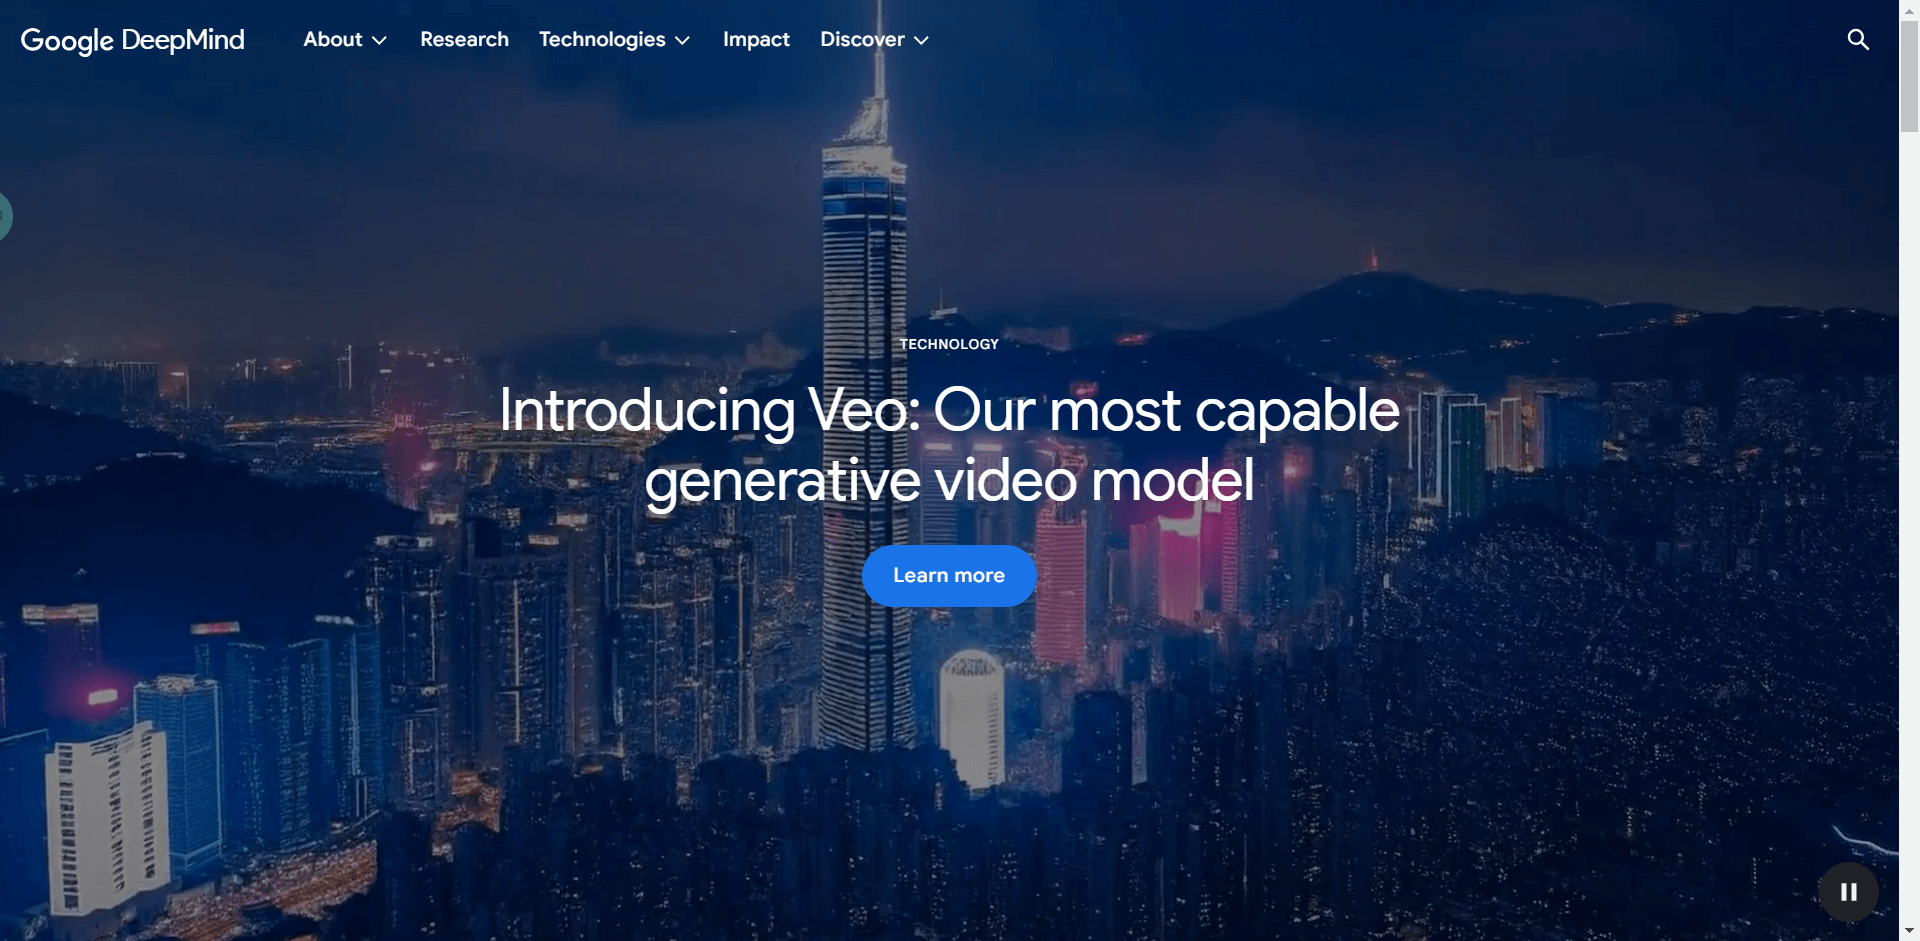 Google DeepMind About Research Technologies Impact Discover
TECHNOLOGY
Introducing Veo: Our most capable
generative video model
Learn more